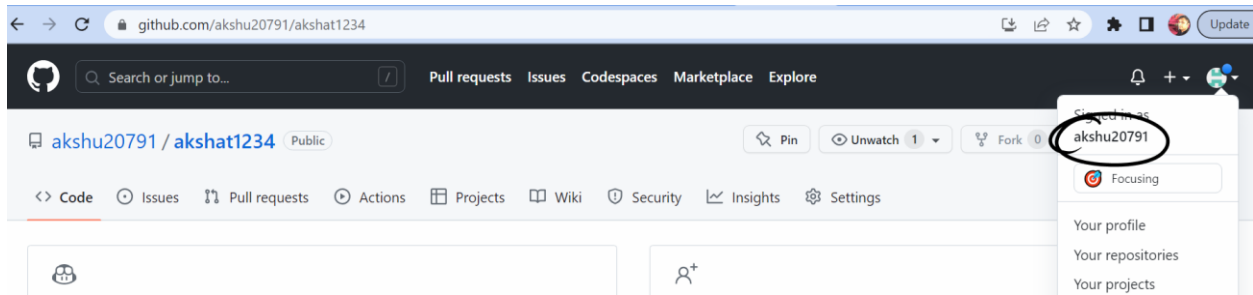 github.com/akshu20791/akshat1234
Update
Search or jump to... /
Pull requests Issues Codespaces Marketplace Explore
Signed in as
akshu20791
akshu20791 / akshat1234 Public
Pin Unwatch 1 Fork 0
Focusing
Code Issues Pull requests Actions Projects Wiki Security Insights Settings
Your profile
Your repositories
Your projects